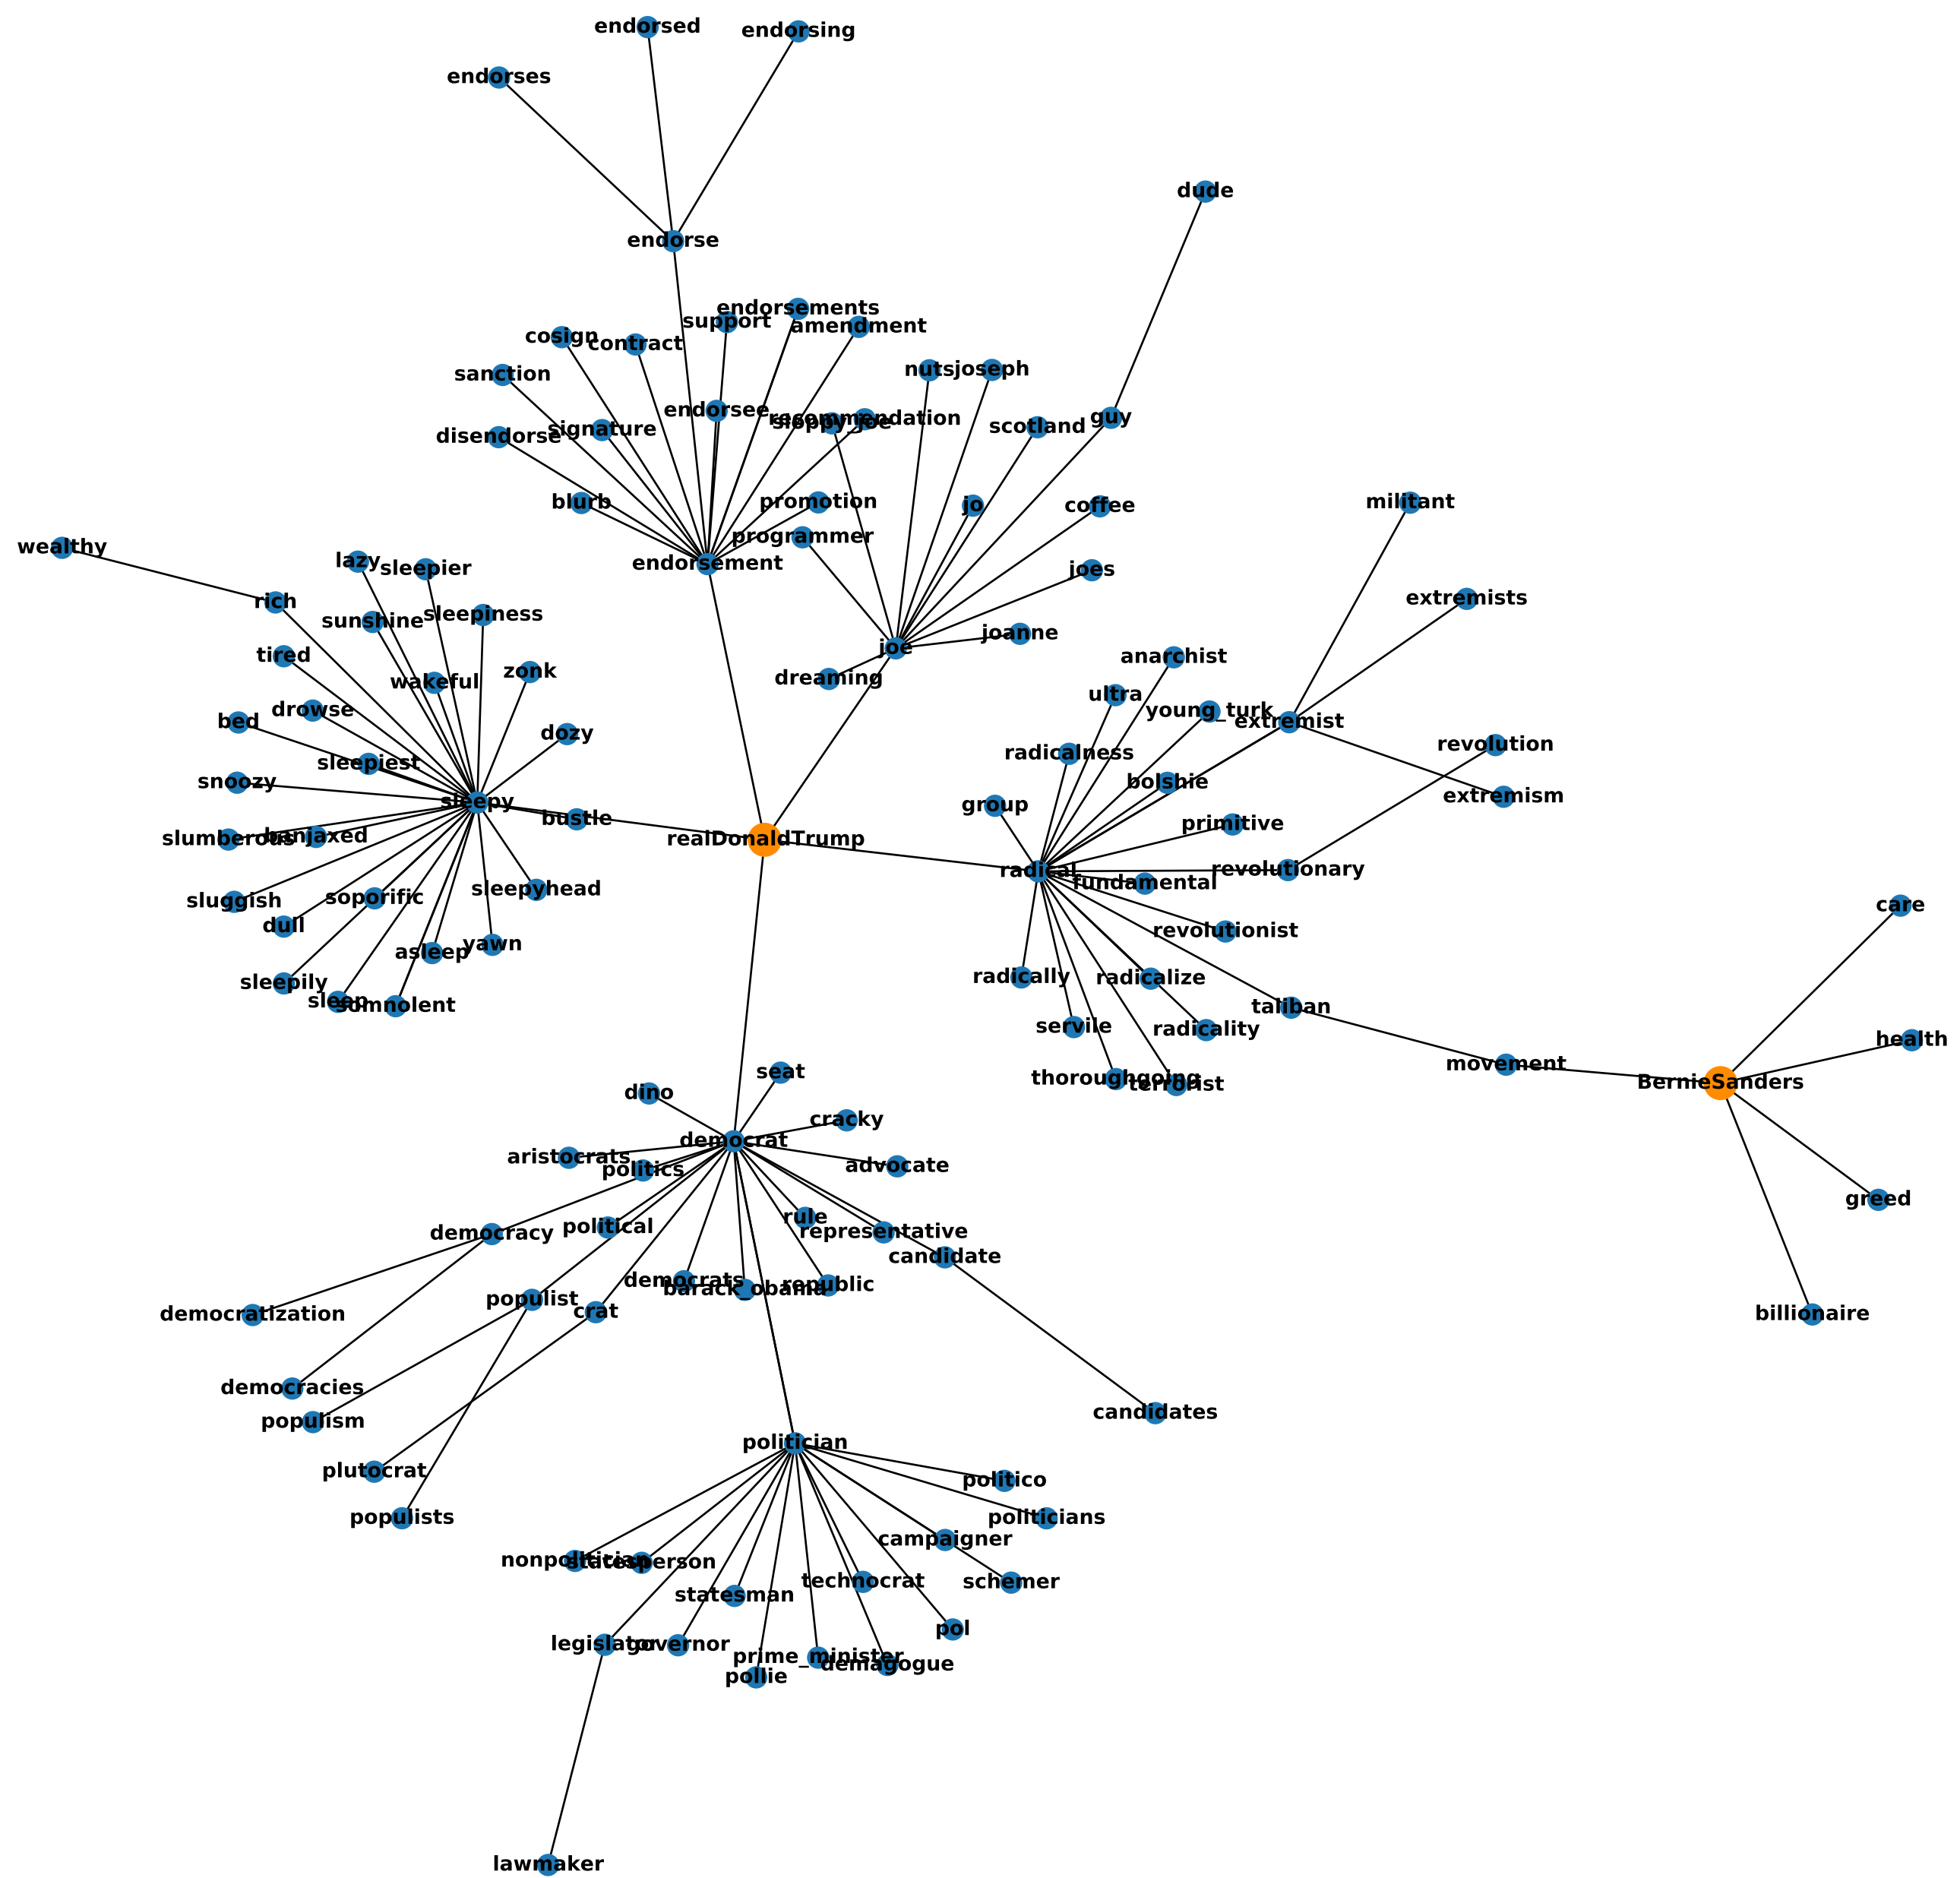 endorsed
endorsing
endorses
dude
endorse
endorsements
support
amendment
cosign
contract
nuts
joseph
sanction
endorsee
recommendation
sloppy_joe
guy
scotland
signature
disendorse
blurb
promotion
militant
jo
coffee
programmer
wealthy
endorsement
lazy
sleepier
joes
rich
extremists
sunshine
sleepiness
joanne
joe
tired
anarchist
zonk
dreaming
wakeful
ultra
drowse
young_turk
bed
extremist
dozy
revolution
radicalness
sleepiest
snoozy
bolshie
extremism
sleepy
group
bustle
primitive
slumberous
banjaxed
realDonaldTrump
radical
revolutionary
fundamental
sleepyhead
soporific
sluggish
care
dull
revolutionist
yawn
asleep
radically
radicalize
sleepily
sleep
somnolent
taliban
servile
radicality
health
movement
seat
thoroughgoing
terrorist
BernieSanders
dino
cracky
democrat
aristocrats
politics
advocate
greed
rule
political
democracy
representative
candidate
democrats
barack_obama
republic
populist
crat
democratization
billionaire
democracies
candidates
populism
politician
plutocrat
politico
populists
politicians
campaigner
nonpolitician
statesperson
technocrat
schemer
statesman
pol
legislator
governor
prime_minister
demagogue
pollie
lawmaker